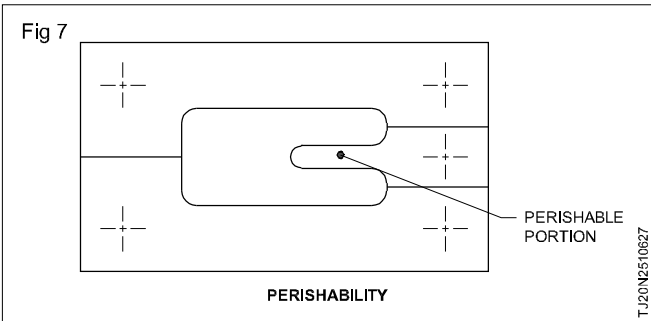 Fig 7
PERISHABLE
PORTION
PERISHABILITY
TJ20N2510627